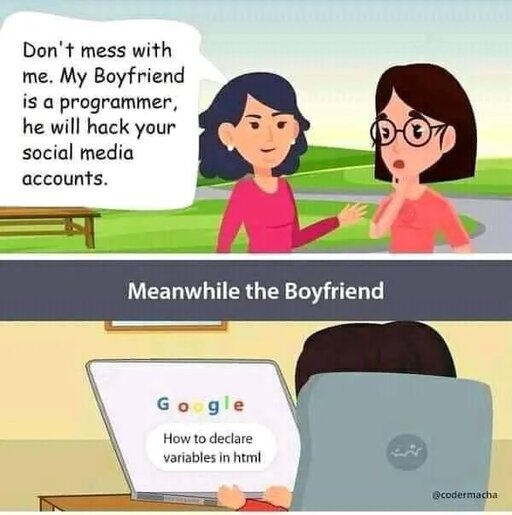 Don't mess with
me. My Boyfriend
is a programmer,
he will hack your
social media
accounts.
Meanwhile the Boyfriend
Google
How to declare
variables in html
@codermacha